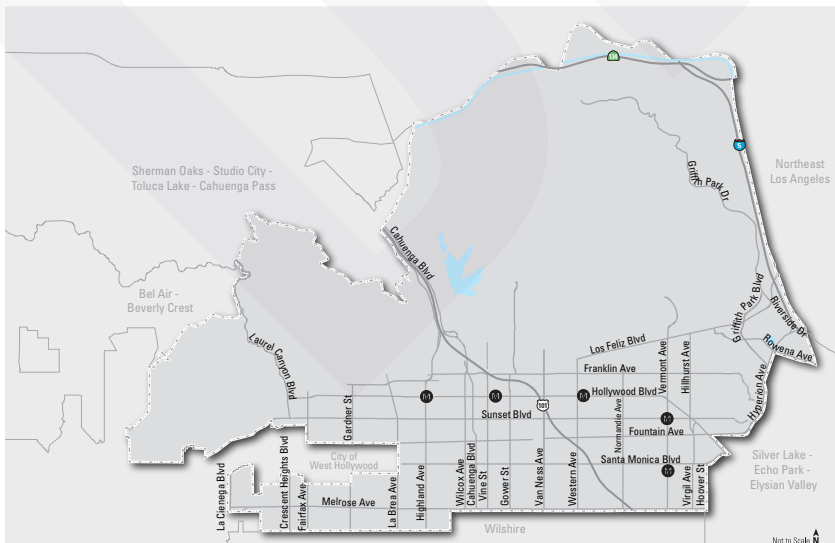 134
5
Northeast
Los Angeles
Griffith Park Dr
Sherman Oaks - Studio City -
Toluca Lake - Cahuenga Pass
Cahuenga Blvd
Bel Air -
Beverly Crest
Griffith Park Blvd
Riverside Dr
Laurel Canyon Blvd
Los Feliz Blvd
Vermont Ave
Hillhurst Ave
Rowena Ave
Franklin Ave
Hyperion Ave
M
M
M
Hollywood Blvd
101
Gardner St
Sunset Blvd
Normandie Ave
M
Fountain Ave
City of
West Hollywood
Santa Monica Blvd
M
Silver Lake -
Echo Park -
Elysian Valley
La Cienega Blvd
Crescent Heights Blvd
Fairfax Ave
Melrose Ave
La Brea Ave
Highland Ave
Wilcox Ave
Cahuenga Blvd
Vine St
Gower St
Van Ness Ave
Western Ave
Virgil Ave
Hoover St
Wilshire
Not to Scale
N